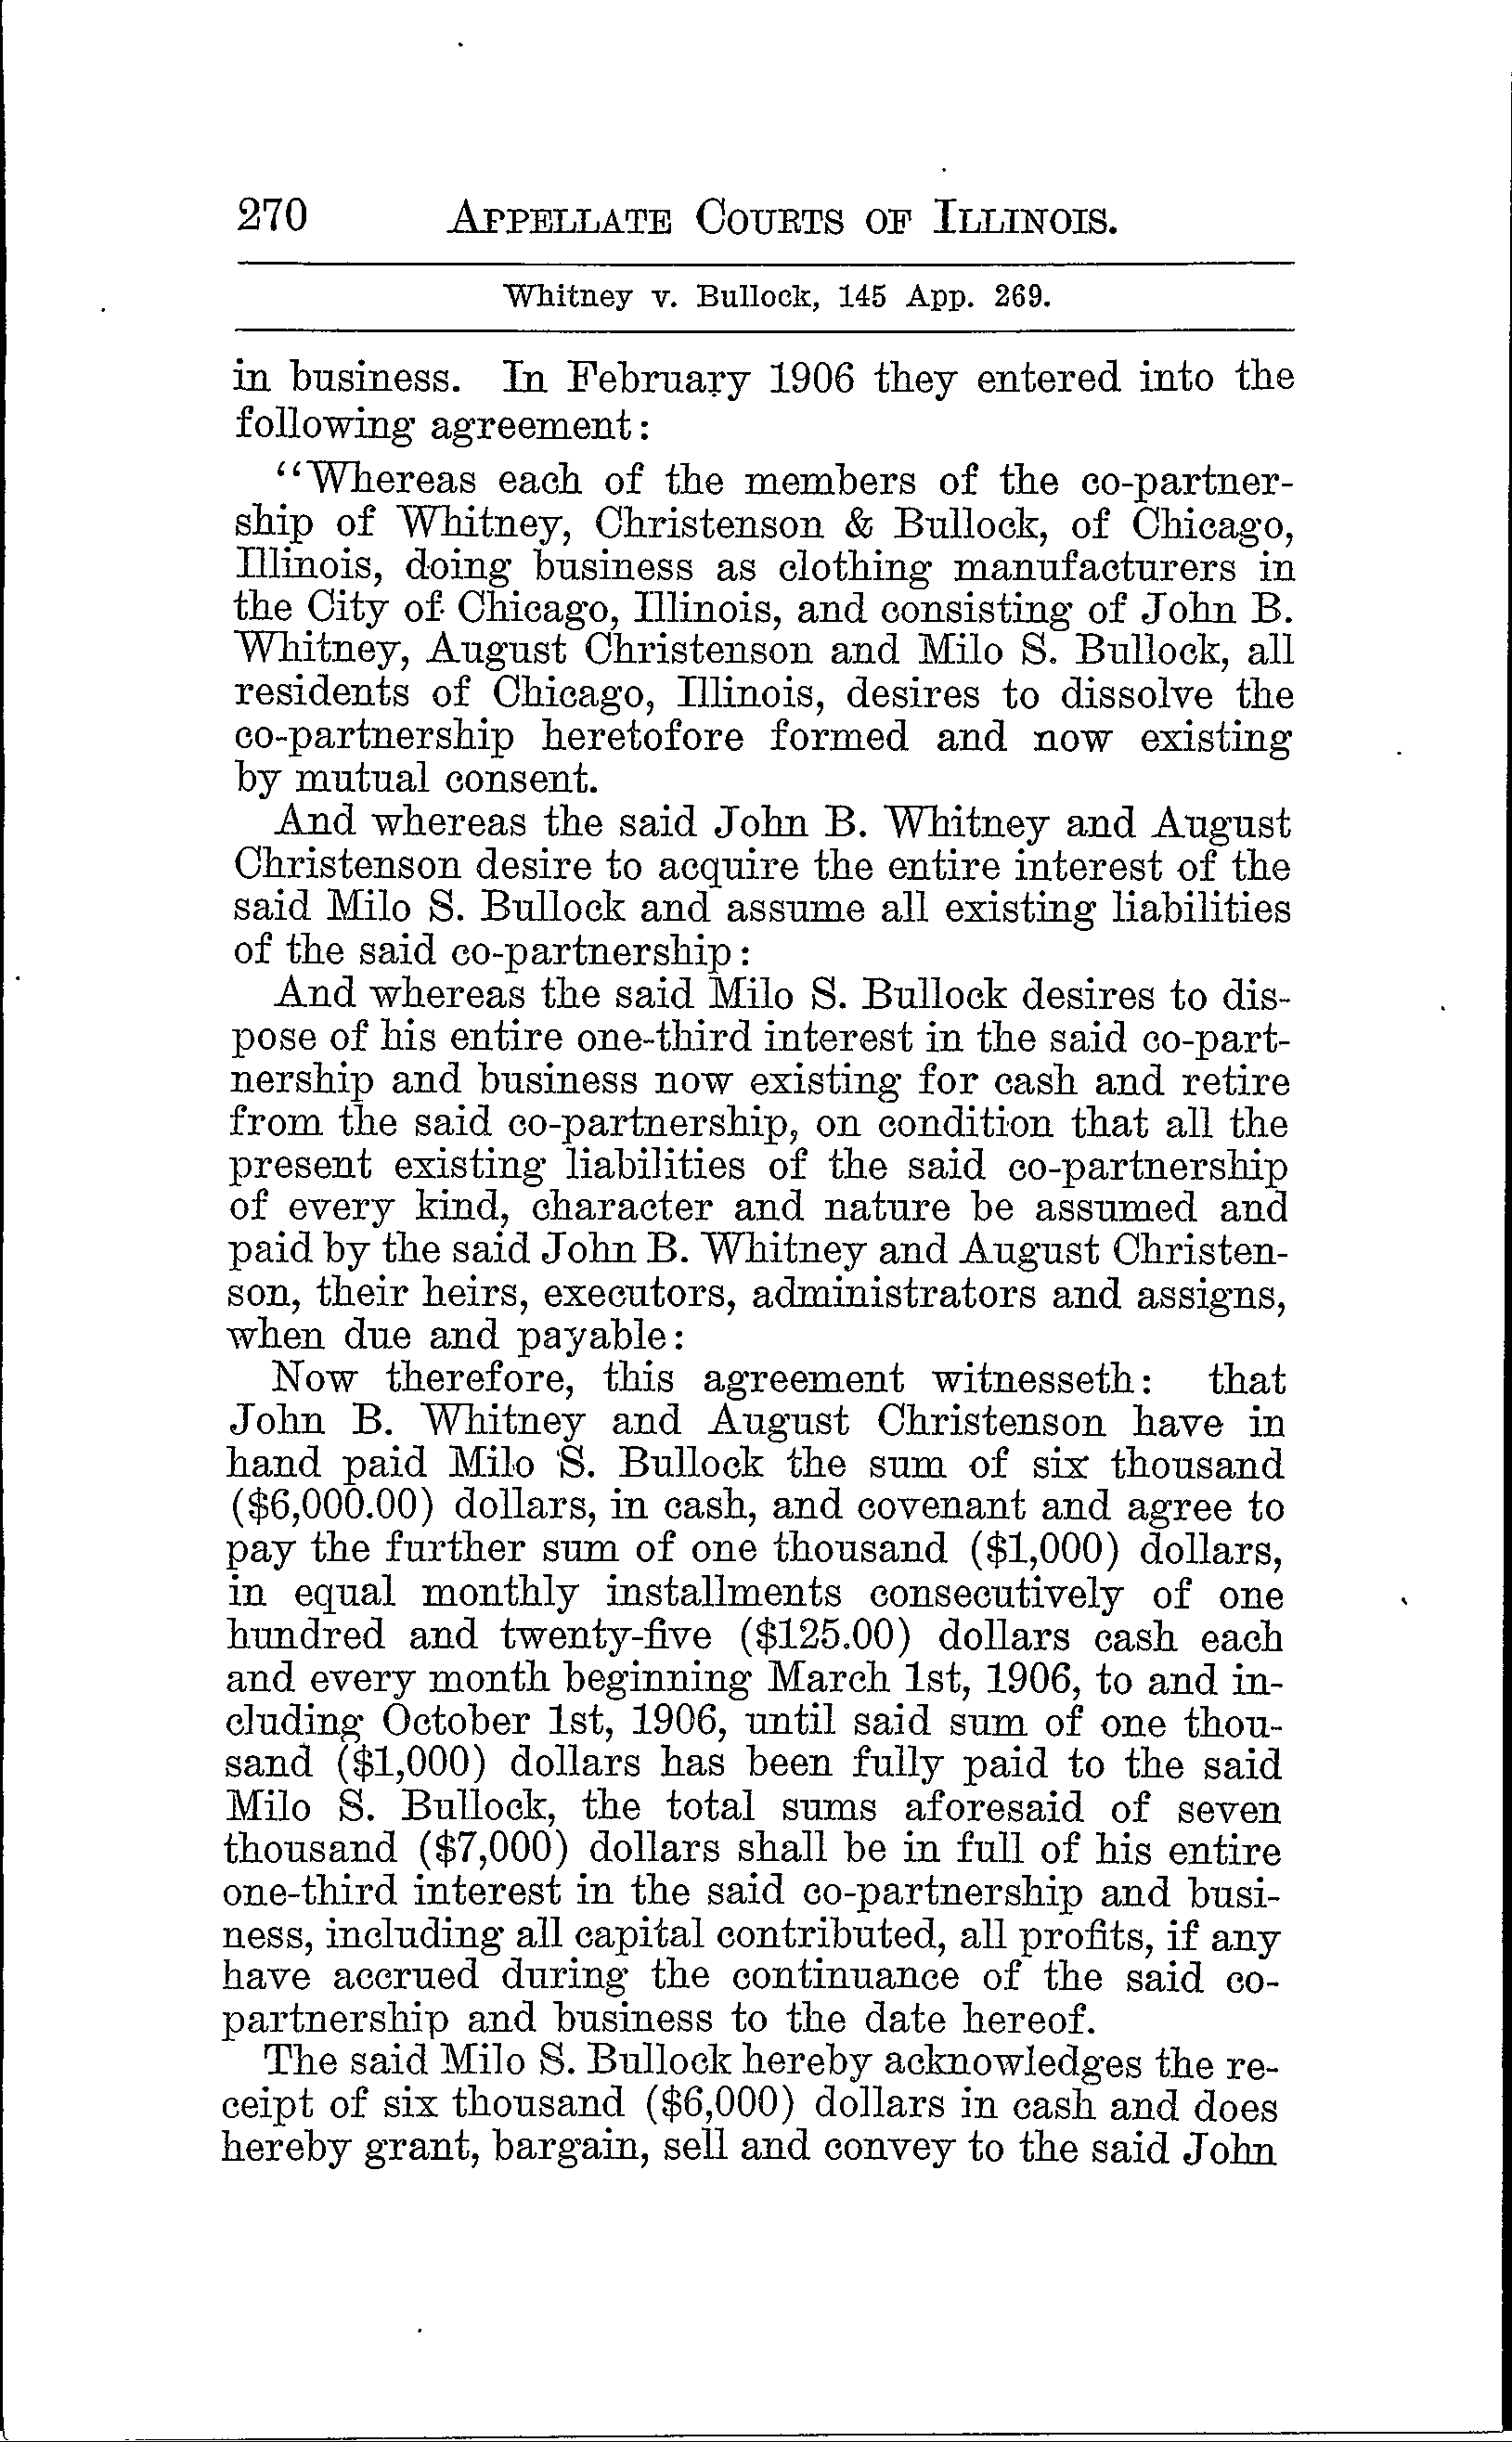 270 APPELLATE COURTS OF ILLINOIS.
Whitney v. Bullock, 145 App. 269.
in business. In February 1906 they entered into the
following agreement:
"Whereas each of the members of the co-partner-
ship of Whitney, Christenson & Bullock, of Chicago,
Illinois, doing business as clothing manufacturers in
the City of Chicago, Illinois, and consisting of John B.
Whitney, August Christenson and Milo S. Bullock, all
residents of Chicago, Illinois, desires to dissolve the
co-partnership heretofore formed and now existing
by mutual consent.
And whereas the said John B. Whitney and August
Christenson desire to acquire the entire interest of the
said Milo S. Bullock and assume all existing liabilities
of the said co-partnership:
And whereas the said Milo S. Bullock desires to dis-
pose of his entire one-third interest in the said co-part-
nership and business now existing for cash and retire
from the said co-partnership, on condition that all the
present existing liabilities of the said co-partnership
of every kind, character and nature be assumed and
paid by the said John B. Whitney and August Christen-
son, their heirs, executors, administrators and assigns,
when due and payable:
Now therefore, this agreement witnesseth: that
John B. Whitney and August Christenson have in
hand paid Milo S. Bullock the sum of six thousand
($6,000.00) dollars, in cash, and covenant and agree to
pay the further sum of one thousand ($1,000) dollars,
in equal monthly installments consecutively of one
hundred and twenty-five ($125.00) dollars cash each
and every month beginning March 1st, 1906, to and in-
cluding October 1st, 1906, until said sum of one thou-
sand ($1,000) dollars has been fully paid to the said
Milo S. Bullock, the total sums aforesaid of seven
thousand ($7,000) dollars shall be in full of his entire
one-third interest in the said co-partnership and busi-
ness, including all capital contributed, all profits, if any
have accrued during the continuance of the said co-
partnership and business to the date hereof.
The said Milo S. Bullock hereby acknowledges the re-
ceipt of six thousand ($6,000) dollars in cash and does
hereby grant, bargain, sell and convey to the said John